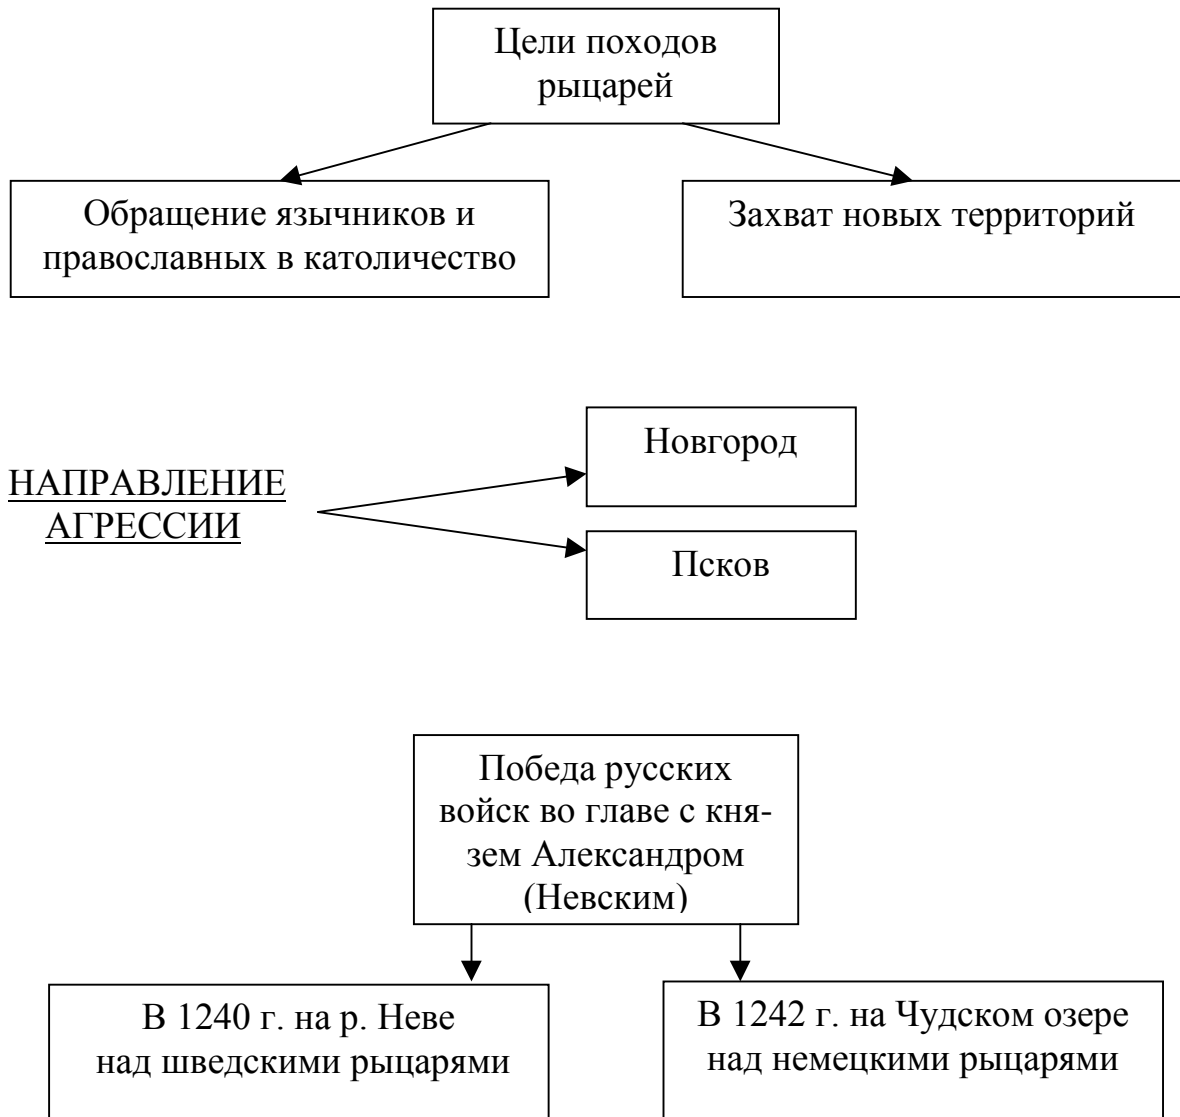 Цели походов
рыцарей
Обращение язычников и
православных в католичество
Захват новых территорий
НАПРАВЛЕНИЕ
АГРЕССИИ
Новгород
Псков
Победа русских
войск во главе с кня-
зем Александром
(Невским)
В 1240 г. на р. Неве
над шведскими рыцарями
В 1242 г. на Чудском озере
над немецкими рыцарями